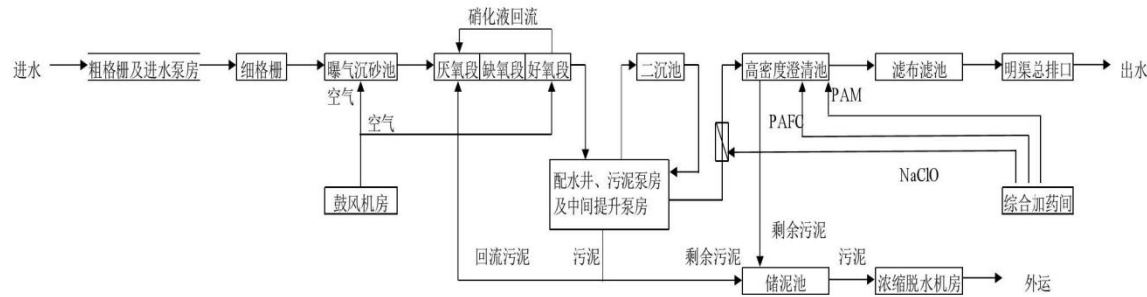 硝化液回流
进水
粗格栅及进水泵房
细格栅
曝气沉砂池
厌氧段
缺氧段
好氧段
二沉池
高密度澄清池
滤布滤池
明渠总排口
出水
空气
空气
PAM
PAFC
NaClO
配水井、污泥泵房
及中间提升泵房
鼓风机房
综合加药间
剩余污泥
回流污泥
污泥
剩余污泥
储泥池
污泥
浓缩脱水机房
外运